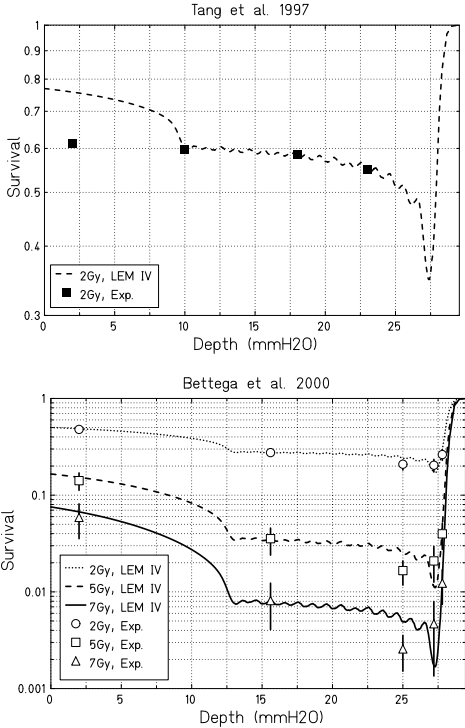 Tang et al. 1997
1
0.9
0.8
0.7
0.6
0.5
0.4
0.3
Survival
2Gy, LEM IV
2Gy, Exp.
0 5 10 15 20 25
Depth (mmH2O)
Bettega et al. 2000
1
0.1
0.01
0.001
Survival
2Gy, LEM IV
5Gy, LEM IV
7Gy, LEM IV
2Gy, Exp.
5Gy, Exp.
7Gy, Exp.
0 5 10 15 20 25
Depth (mmH2O)